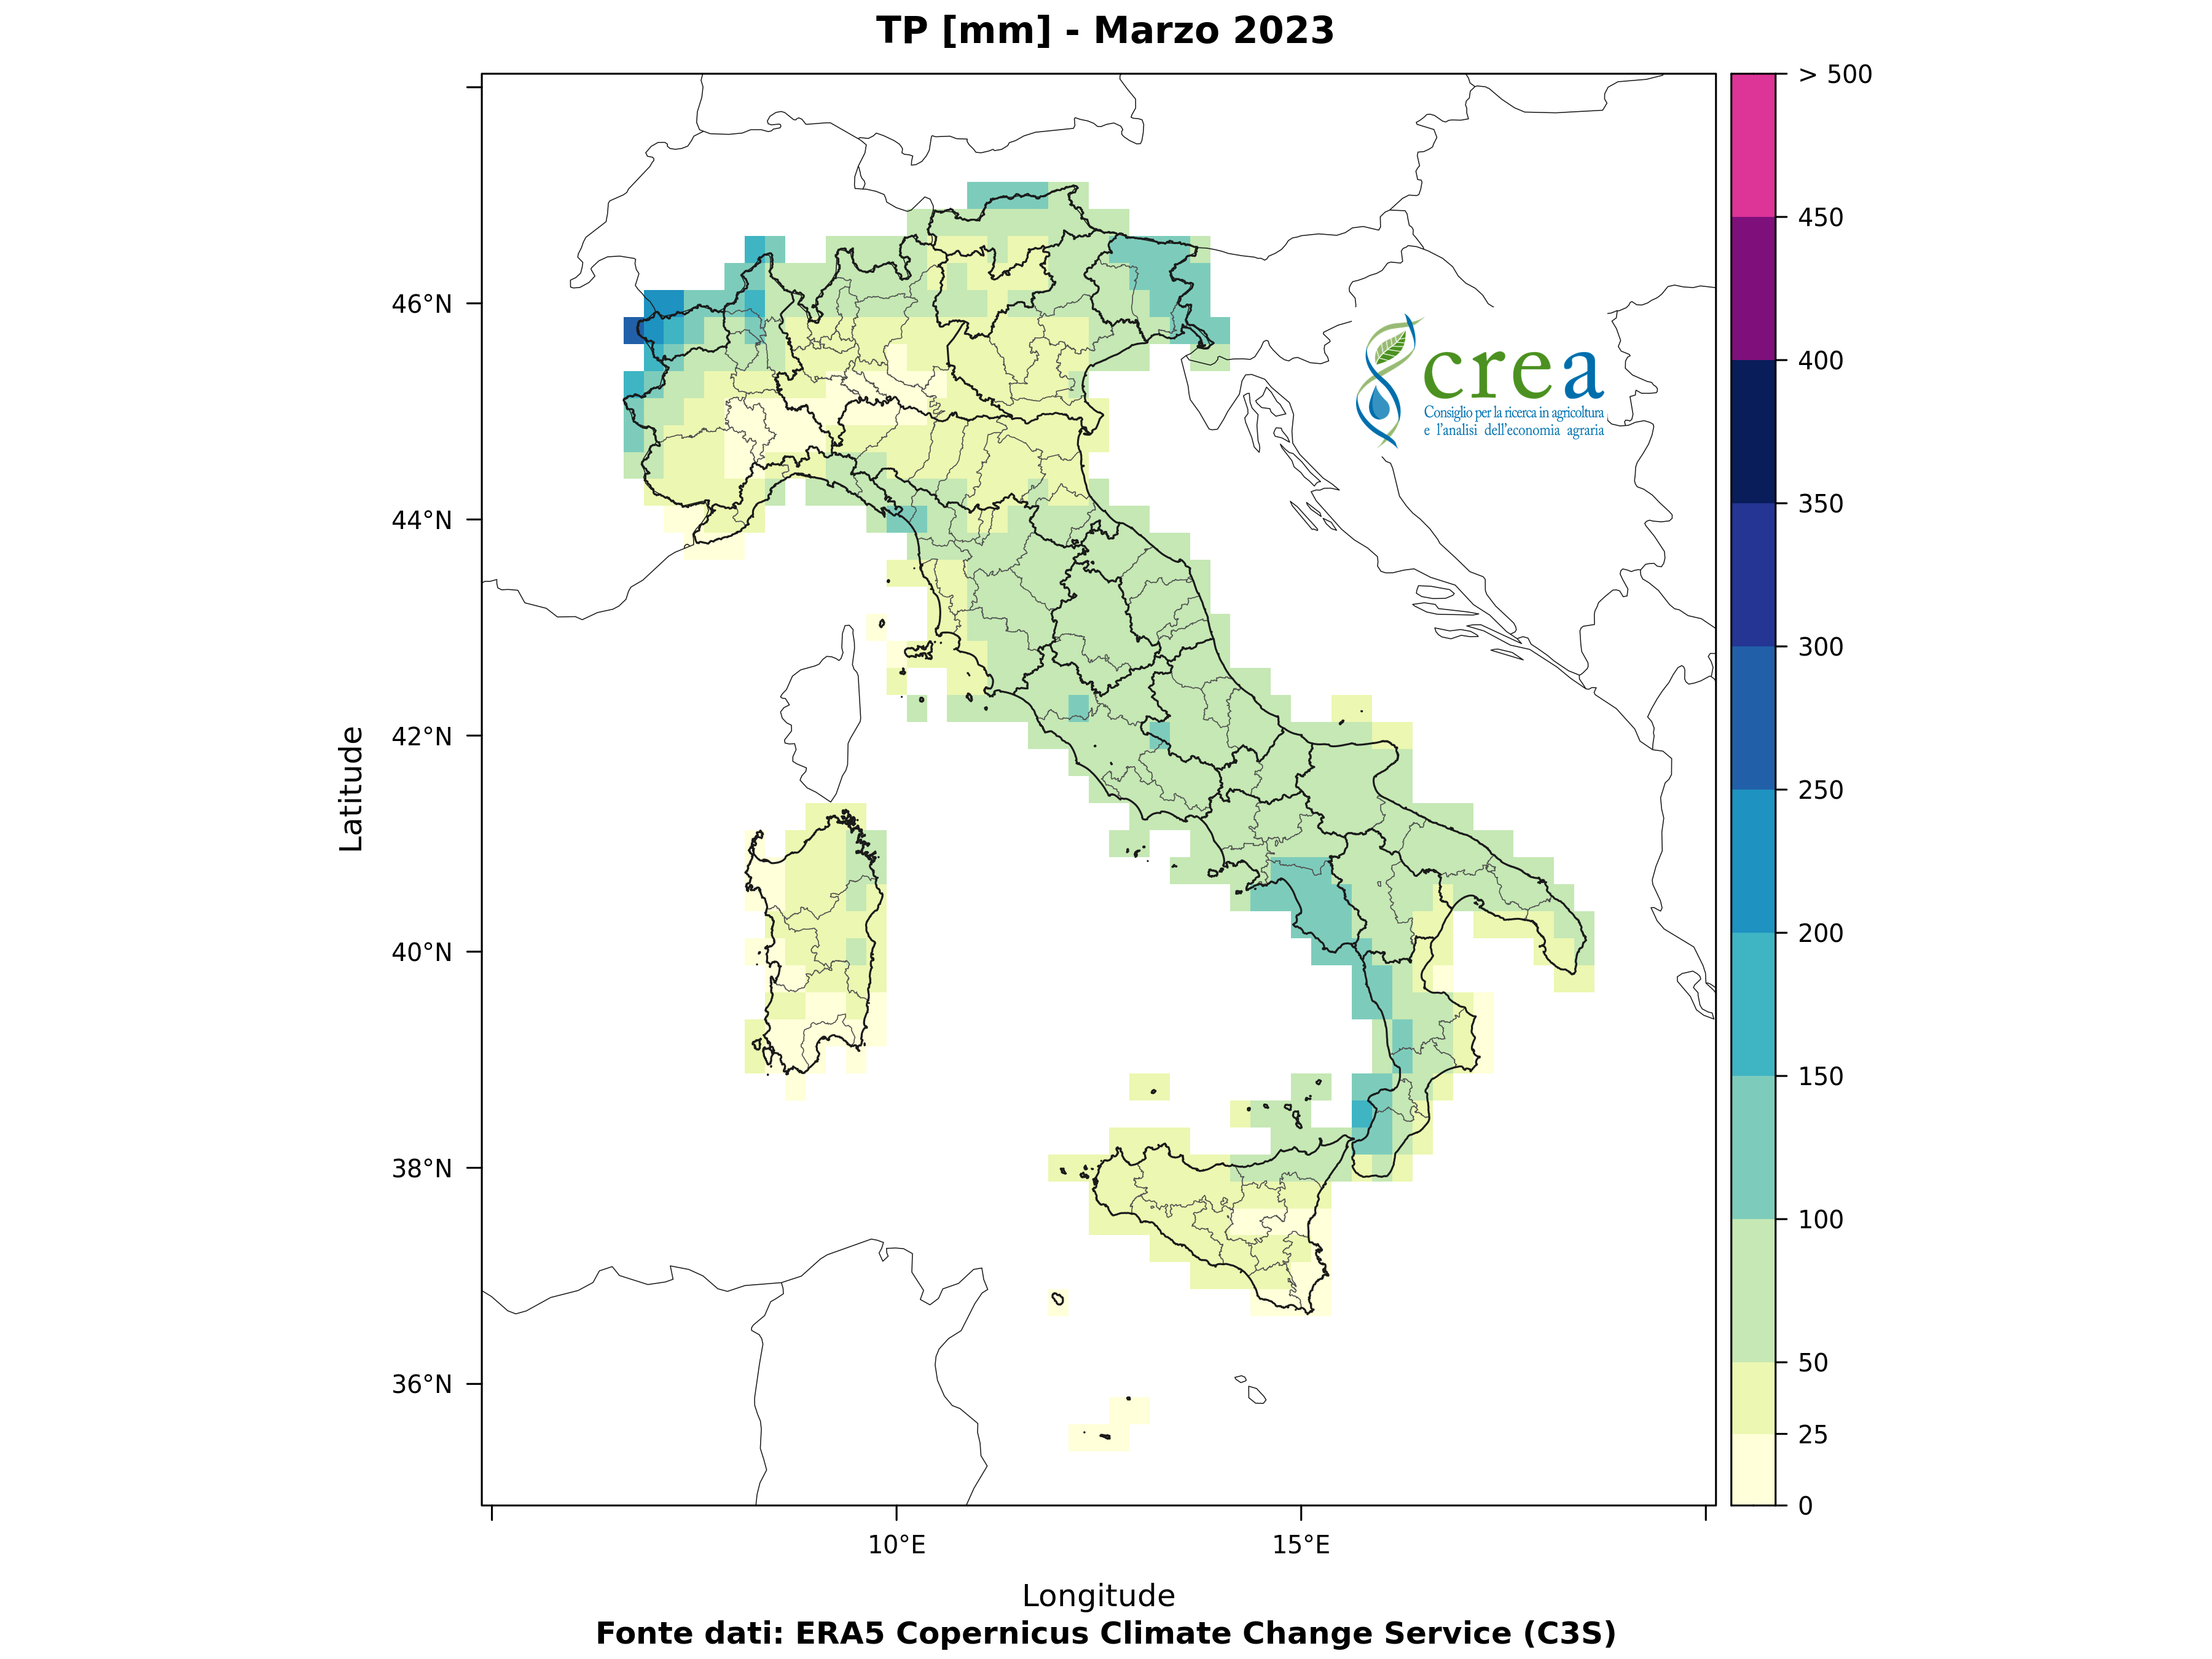 TP [mm] - Marzo 2023
> 500
450
400
350
300
250
200
150
100
50
25
0
46°N
44°N
42°N
40°N
38°N
36°N
Latitude
crea
Consiglio per la ricerca in agricoltura
e l'analisi dell'economia agraria
10°E
15°E
Longitude
Fonte dati: ERA5 Copernicus Climate Change Service (C3S)